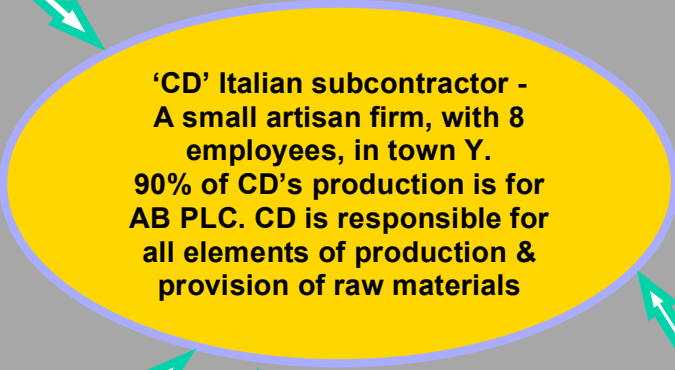 ‘CD’ Italian subcontractor -
A small artisan firm, with 8
employees, in town Y.
90% of CD’s production is for
AB PLC. CD is responsible for
all elements of production &
provision of raw materials